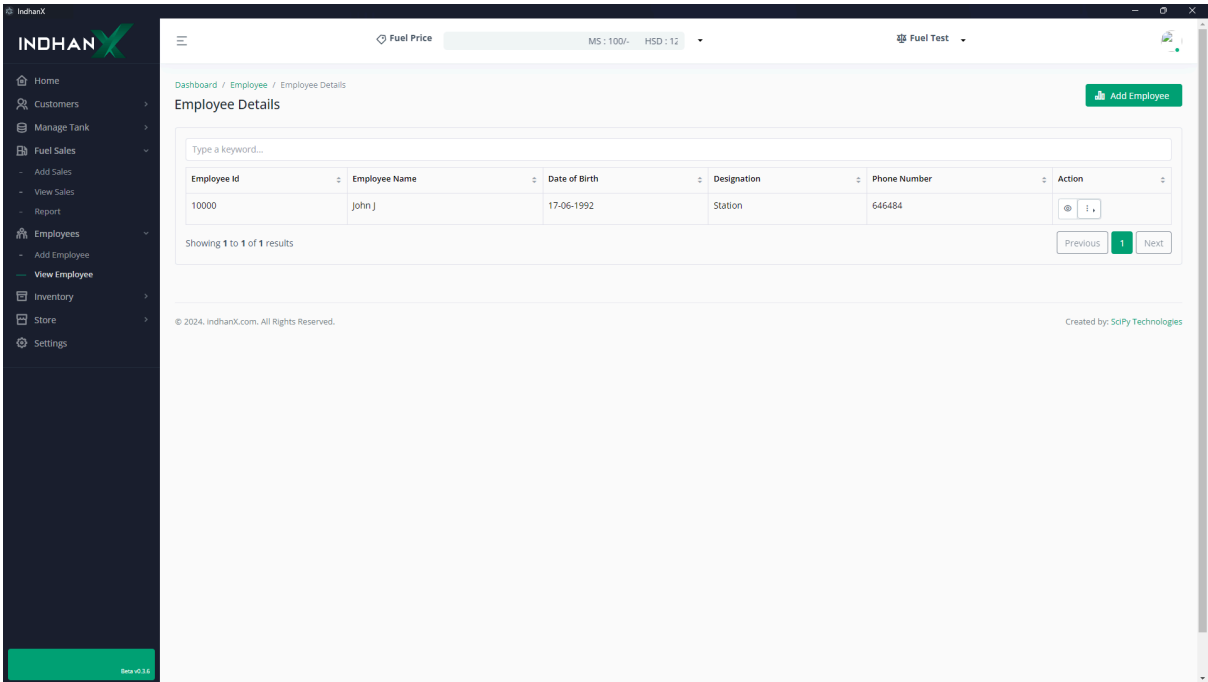 IndhanX
INDHAN X
Fuel Price
MS : 100/- HSD : 12
Fuel Test
Home
Customers
Manage Tank
Fuel Sales
- Add Sales
- View Sales
- Report
Employees
- Add Employee
View Employee
Inventory
Store
Settings
Beta v0.3.6
Dashboard / Employee / Employee Details
Employee Details
Add Employee
Type a keyword...
Employee Id Employee Name Date of Birth Designation Phone Number Action
10000 John J 17-06-1992 Station 646484
Showing 1 to 1 of 1 results
Previous 1 Next
© 2024. indhanX.com. All Rights Reserved.
Created by: SciPy Technologies